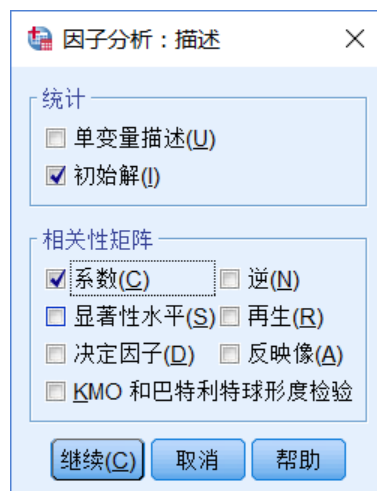 因子分析：描述
统计
单变量描述(U)
初始解(I)
相关性矩阵
系数(C) 逆(N)
显著性水平(S) 再生(R)
决定因子(D) 反映像(A)
KMO 和巴特利特球形度检验
继续(C) 取消 帮助